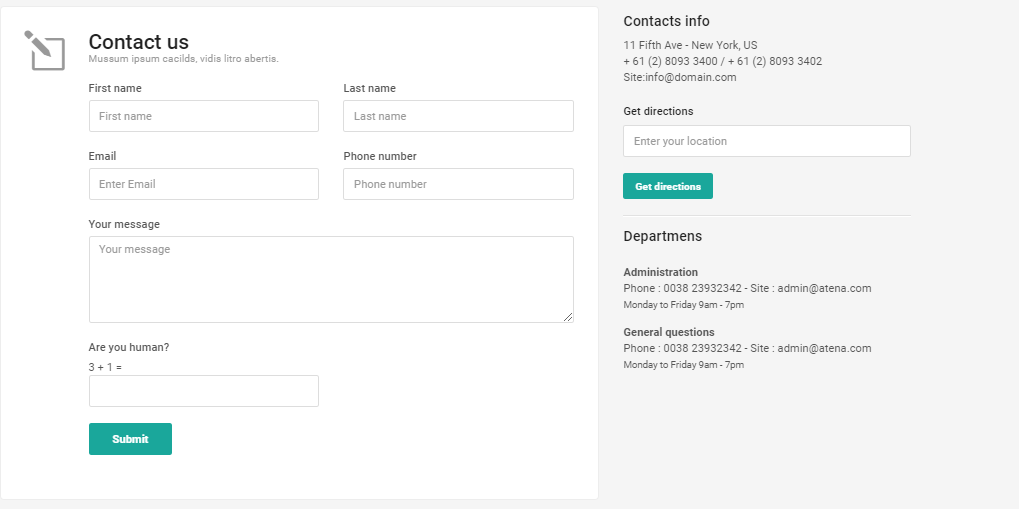 Contact us
Mussum ipsum cacilds, vidis litro abertis.
First name
Last name
First name
Last name
Email
Phone number
Enter Email
Phone number
Your message
Your message
Are you human?
3 + 1 =
Submit
Contacts info
11 Fifth Ave - New York, US
+ 61 (2) 8093 3400 / + 61 (2) 8093 3402
Site:info@domain.com
Get directions
Enter your location
Get directions
Departmens
Administration
Phone : 0038 23932342 - Site : admin@atena.com
Monday to Friday 9am - 7pm
General questions
Phone : 0038 23932342 - Site : admin@atena.com
Monday to Friday 9am - 7pm